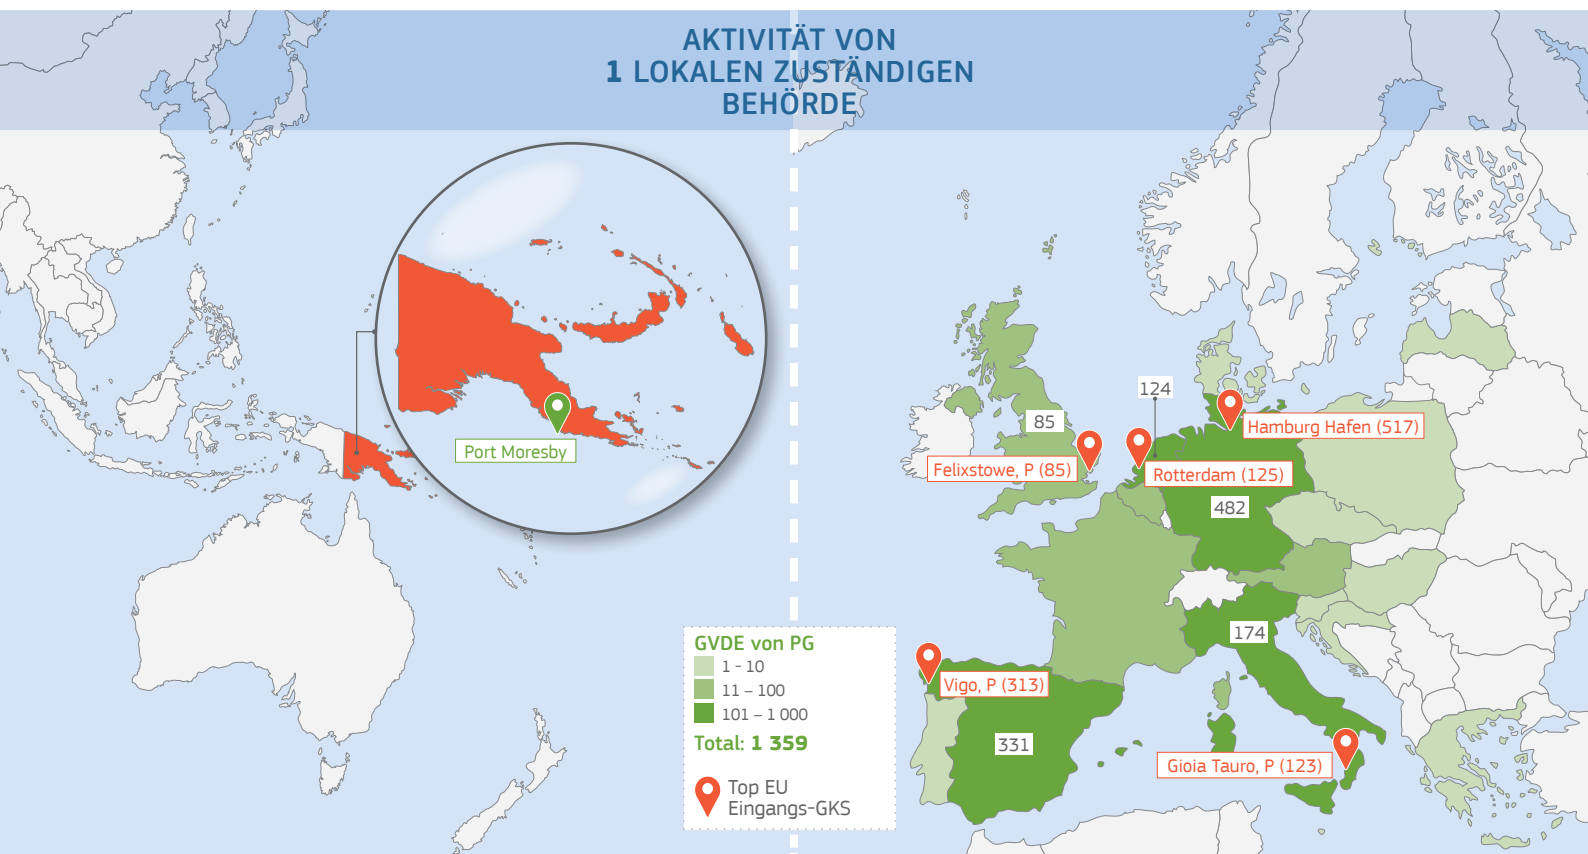 AKTIVITÄT VON
1 LOKALEN ZUSTÄNDIGEN
BEHÖRDE
Port Moresby
GVDE von PG
1 - 10
11 – 100
101 – 1 000
Total: 1 359
Top EU
Eingangs-GKS
124
85
Hamburg Hafen (517)
Felixstowe, P (85)
Rotterdam (125)
482
174
Vigo, P (313)
331
Gioia Tauro, P (123)